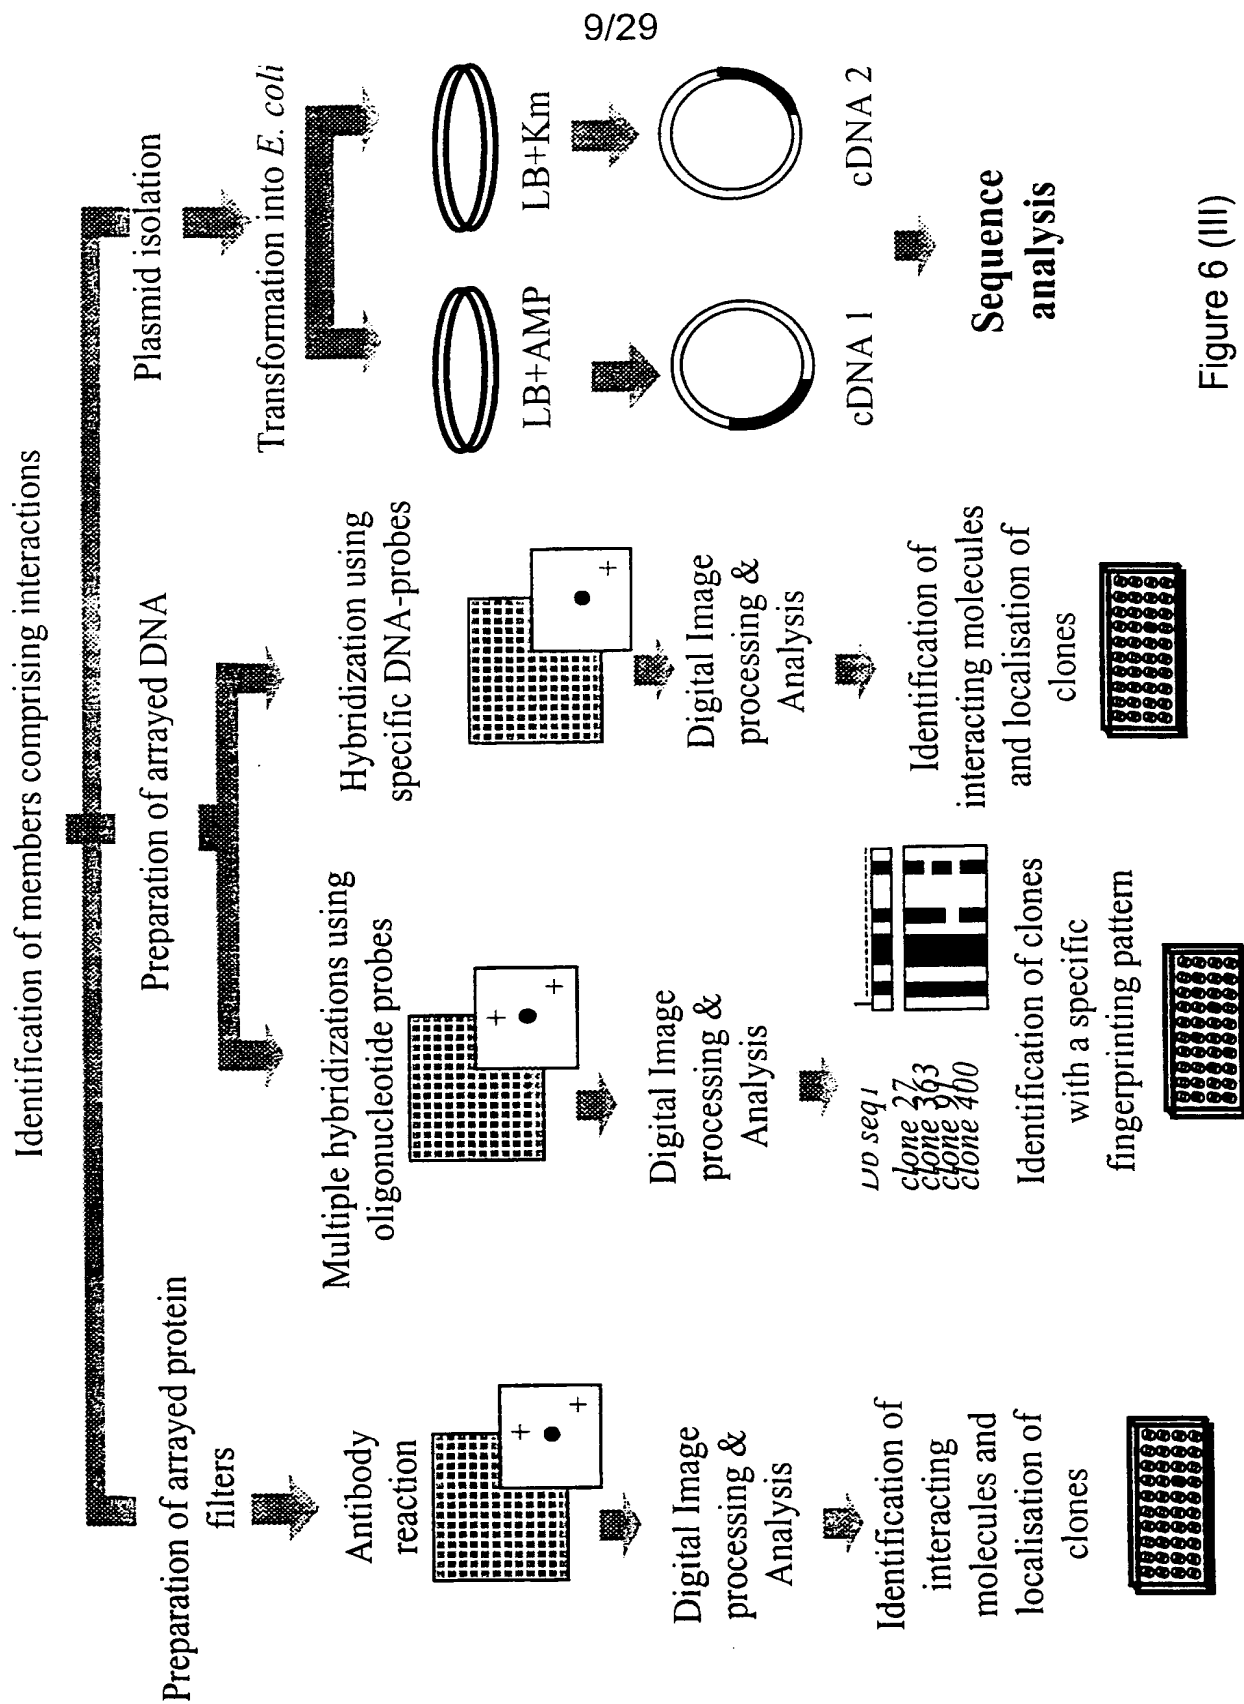 9/29
Identification of members comprising interactions
Preparation of arrayed protein
filters
Antibody
reaction
Digital Image
processing &
Analysis
Identification of
interacting
molecules and
localisation of
clones
Preparation of arrayed DNA
Multiple hybridizations using
oligonucleotide probes
Digital Image
processing &
Analysis
Db seq1
clone 27
clone 363
clone 91
clone 400
Identification of clones
with a specific
fingerprinting pattern
Hybridization using
specific DNA-probes
Digital Image
processing &
Analysis
Identification of
interacting molecules
and localisation of
clones
Plasmid isolation
Transformation into E. coli
LB+AMP
LB+Km
cDNA 1
cDNA 2
Sequence
analysis
Figure 6 (III)